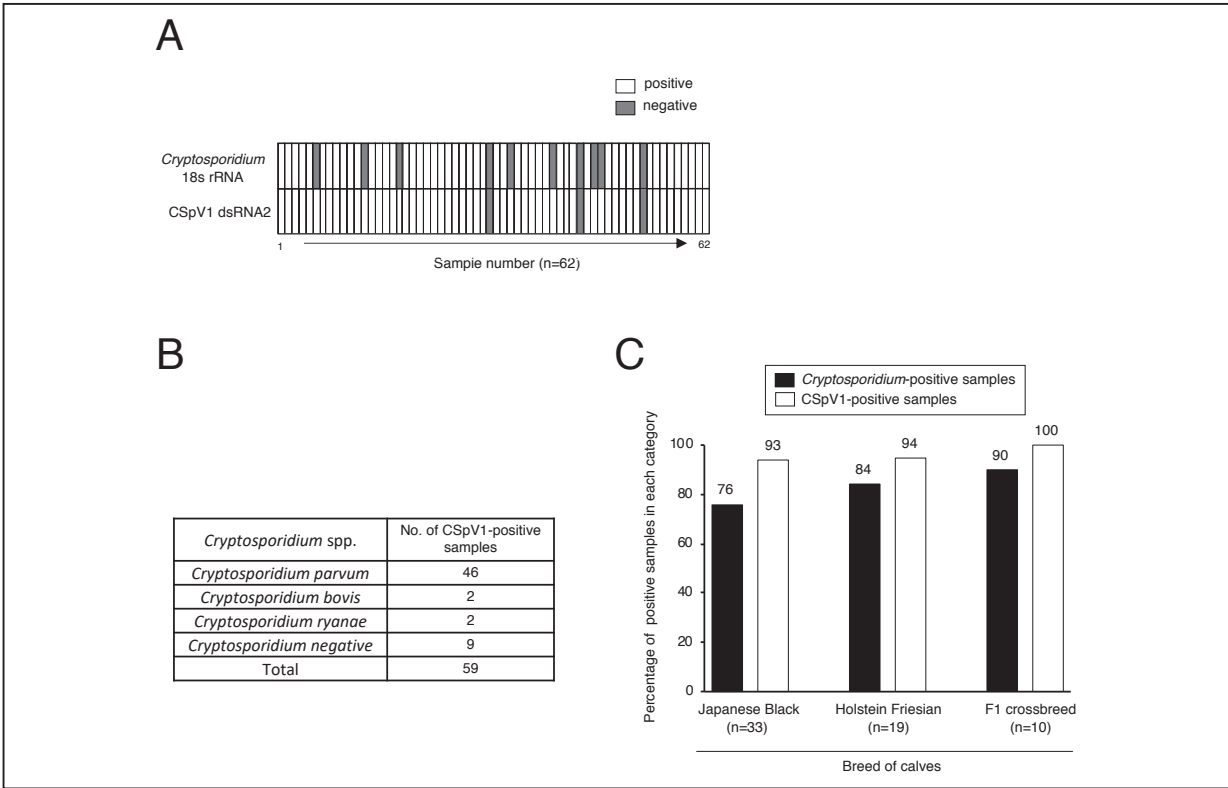 A
positive
negative
Cryptosporidium
18s rRNA
CSpV1 dsRNA2
1
62
Sampie number (n=62)
B
Cryptosporidium spp.
No. of CSpV1-positive
samples
Cryptosporidium parvum
46
Cryptosporidium bovis
2
Cryptosporidium ryanae
2
Cryptosporidium negative
9
Total
59
C
Cryptosporidium-positive samples
CSpV1-positive samples
Percentage of positive samples in each category
100
80
60
40
20
0
76
93
84
94
90
100
Japanese Black
(n=33)
Holstein Friesian
(n=19)
F1 crossbreed
(n=10)
Breed of calves